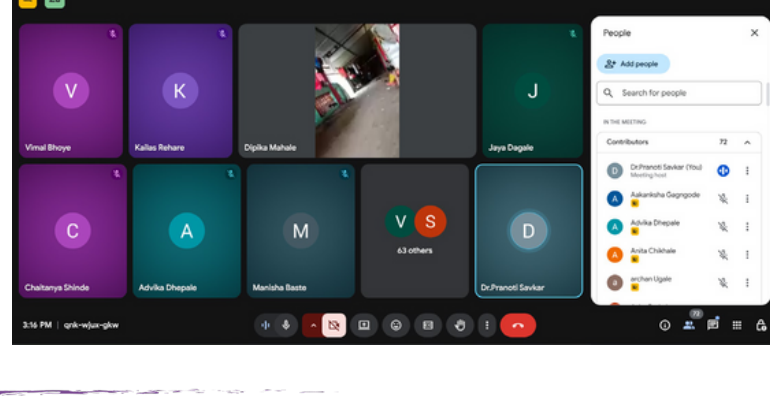 V
Vimal Bhoye
K
Kailas Rehare
Dipika Mahale
J
Jaya Dagale
C
Chaitanya Shinde
A
Advika Dhepale
M
Manisha Baste
V S
63 others
D
Dr.Pranoti Savkar
People
Add people
Search for people
IN THE MEETING
Contributors 72
D Dr.Pranoti Savkar (You)
Meeting host
A Aakanksha Gagngode
A Advika Dhepale
A Anita Chikhale
a archan Ugale
3:16 PM | qnk-wjux-gkw